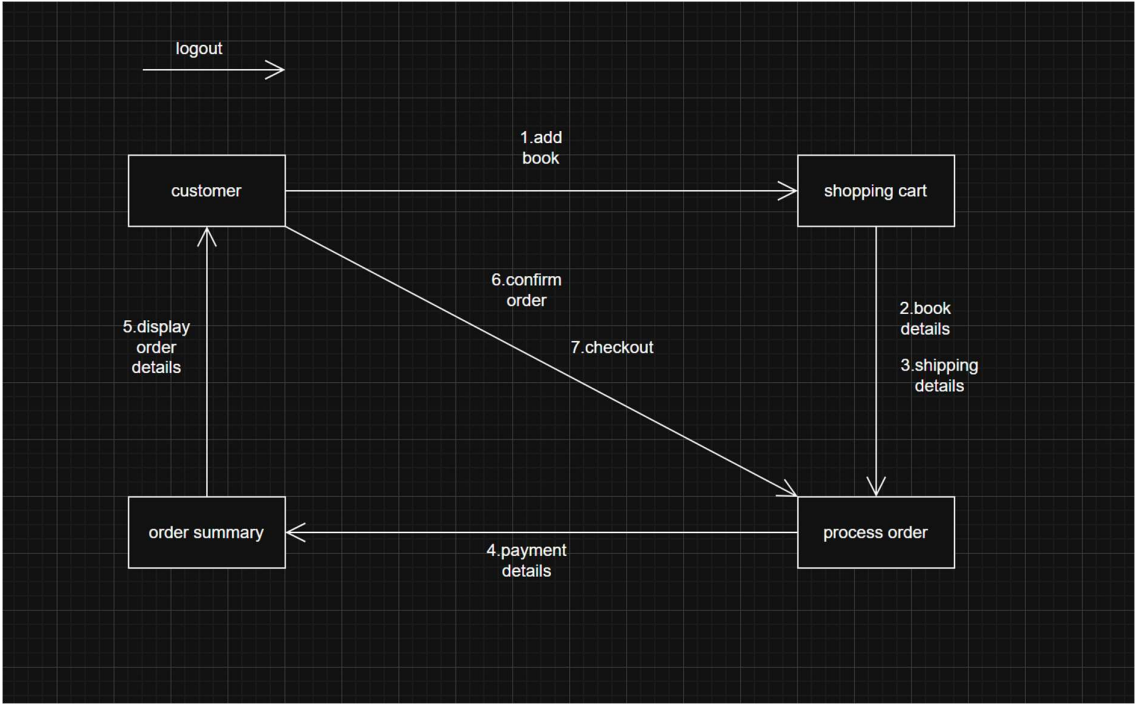 logout
1.add
book
customer
shopping cart
6.confirm
order
2.book
details
5.display
order
details
7.checkout
3.shipping
details
order summary
process order
4.payment
details